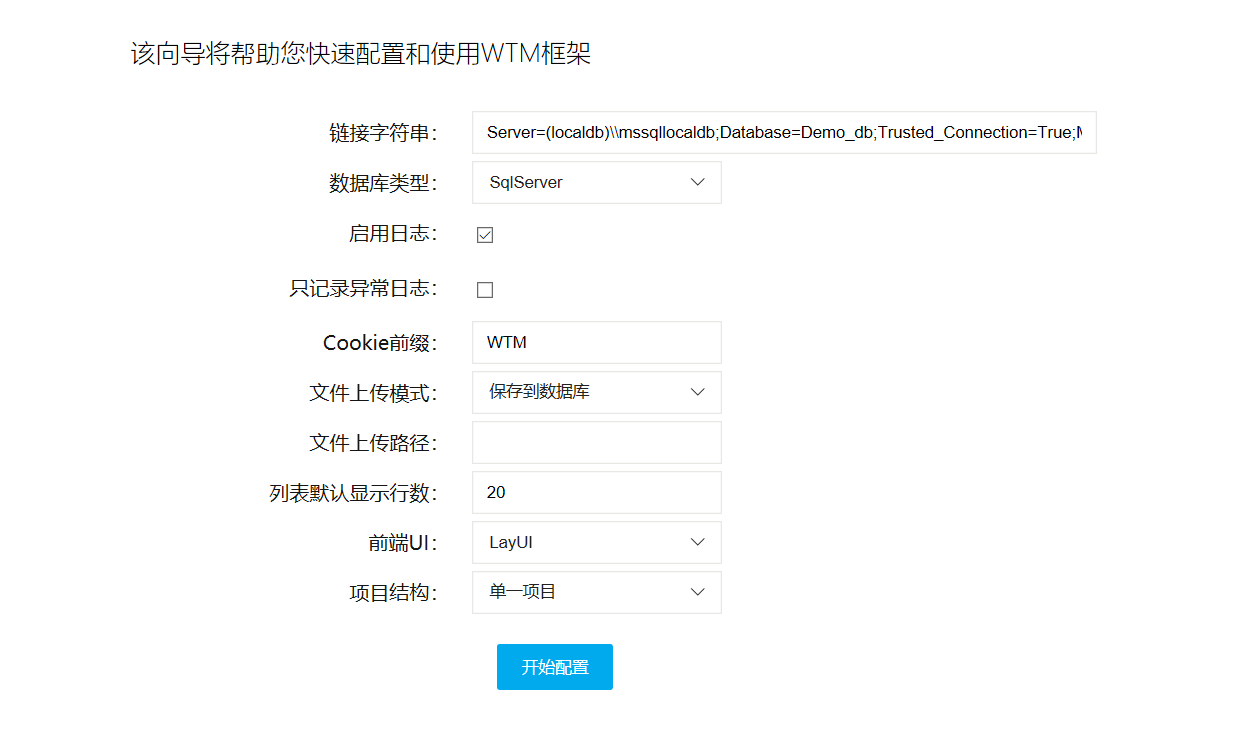 该向导将帮助您快速配置和使用WTM框架
链接字符串： Server=(localdb)\\mssqllocaldb;Database=Demo_db;Trusted_Connection=True;M
数据库类型： SqlServer
启用日志：
只记录异常日志：
Cookie前缀： WTM
文件上传模式： 保存到数据库
文件上传路径：
列表默认显示行数： 20
前端UI： LayUI
项目结构： 单一项目
开始配置